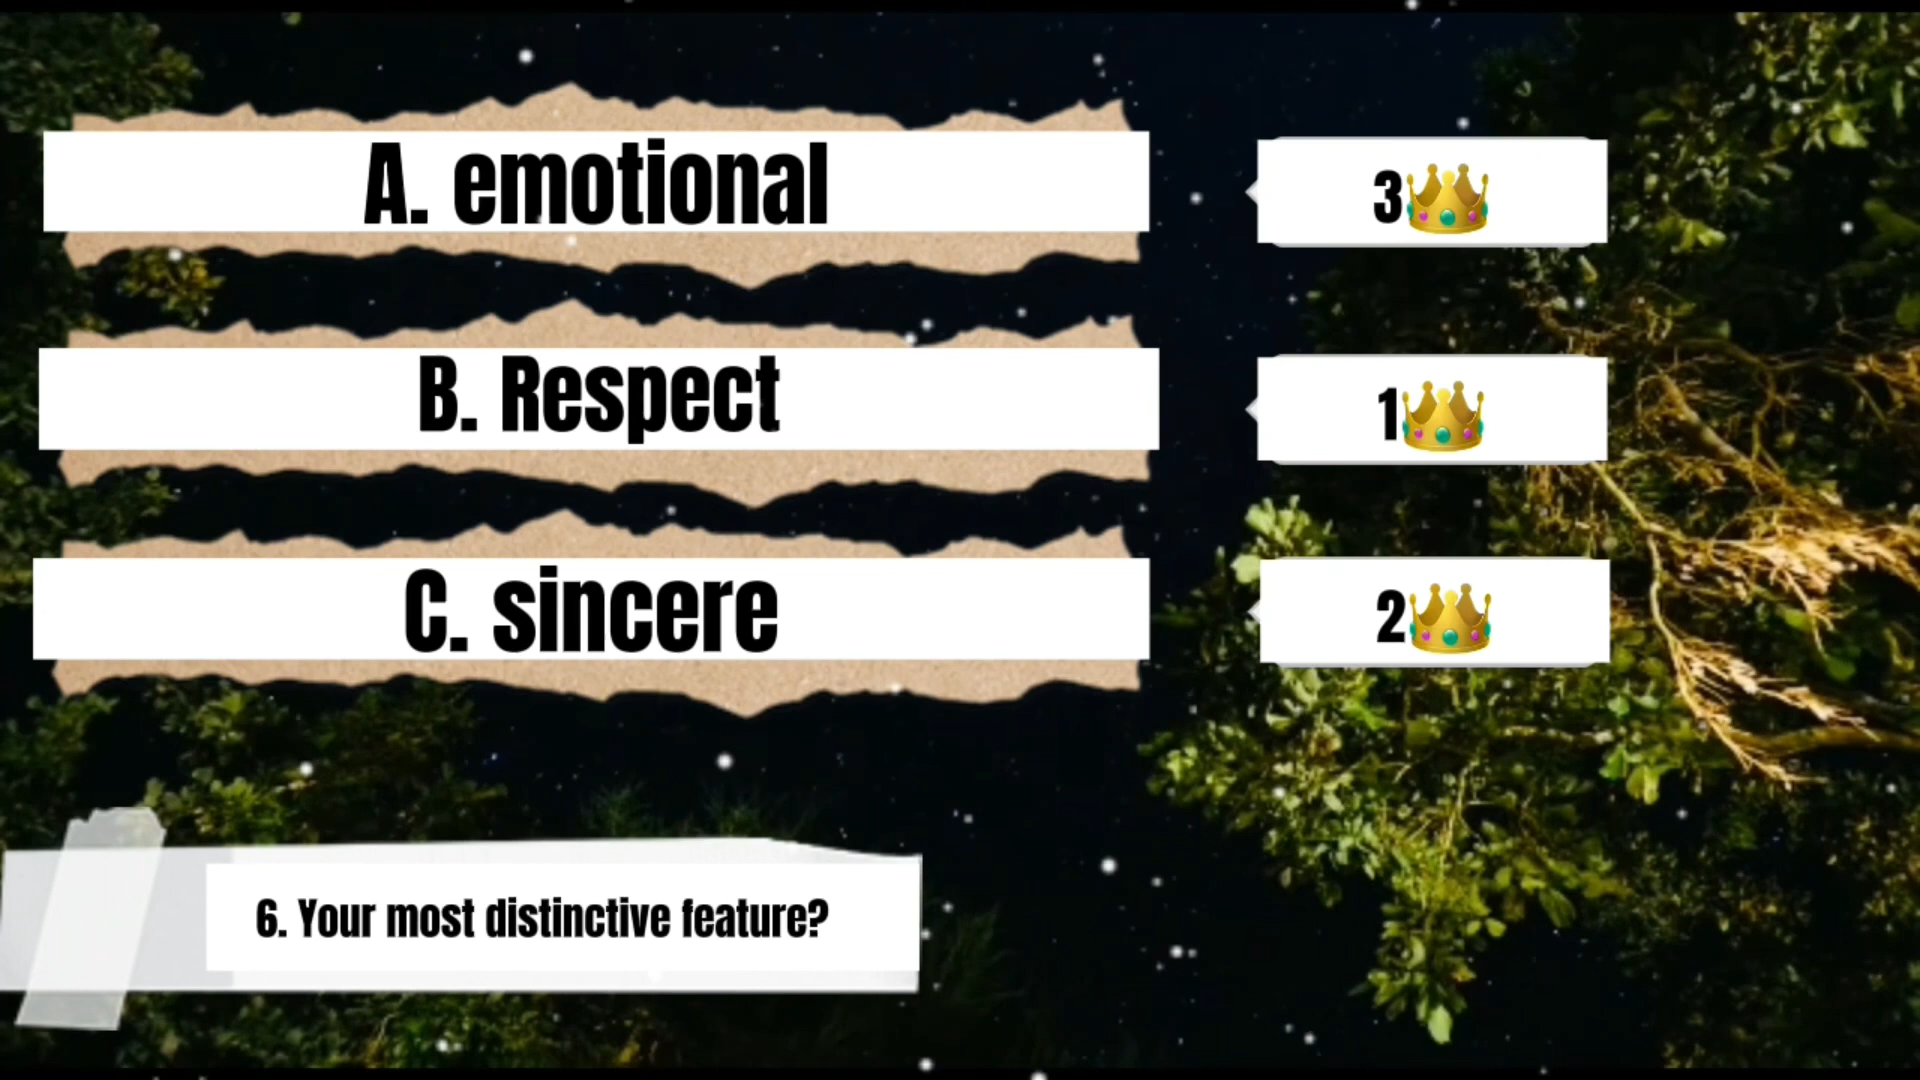 A. emotional
3👑
B. Respect
1👑
C. sincere
2👑
6. Your most distinctive feature?